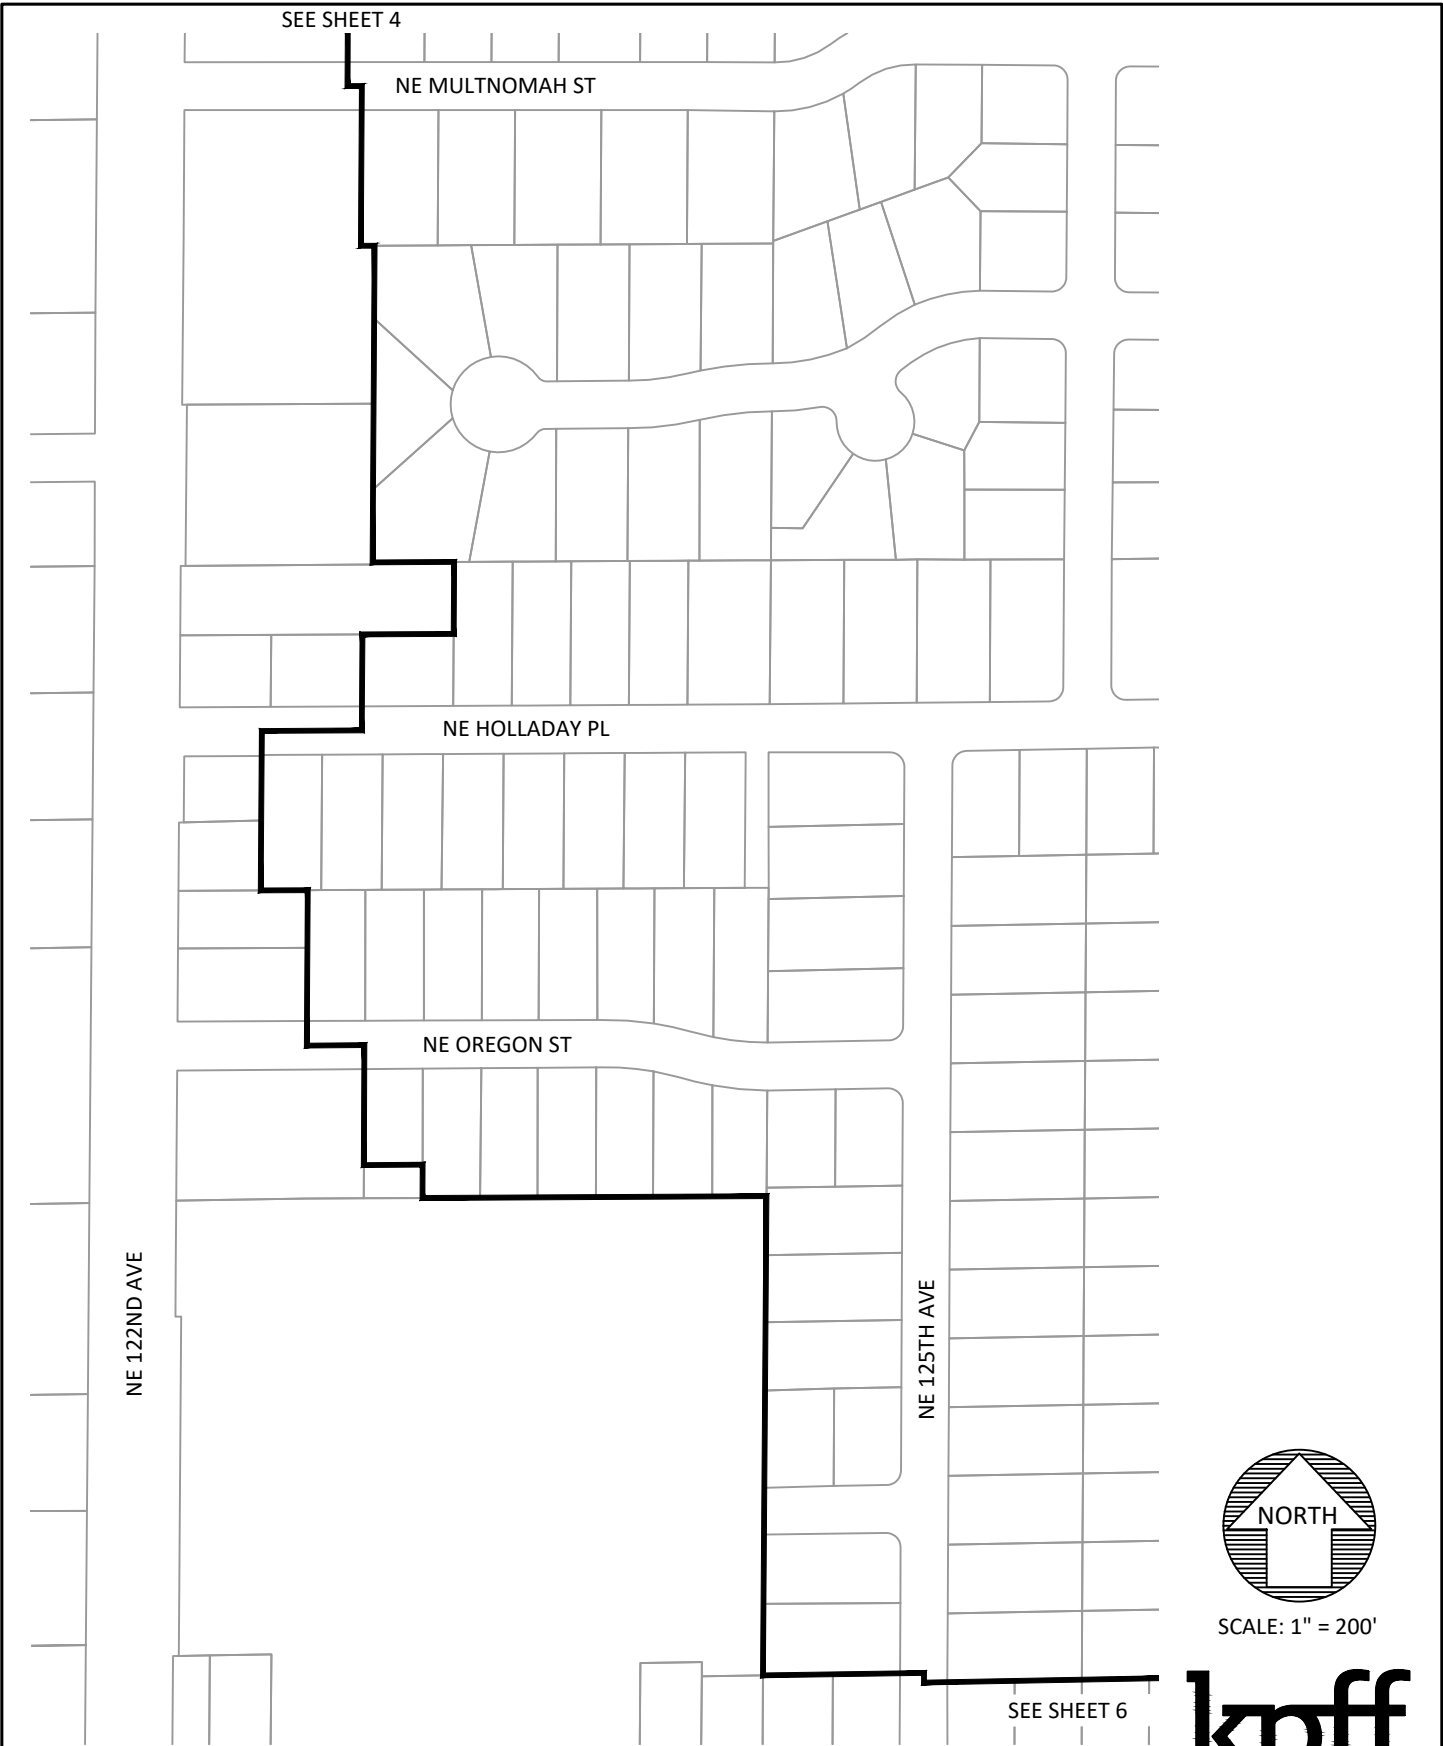 SEE SHEET 4
NE MULTNOMAH ST
NE HOLLADAY PL
NE OREGON ST
NE 122ND AVE
NE 125TH AVE
NORTH
SCALE: 1" = 200'
SEE SHEET 6
kpff